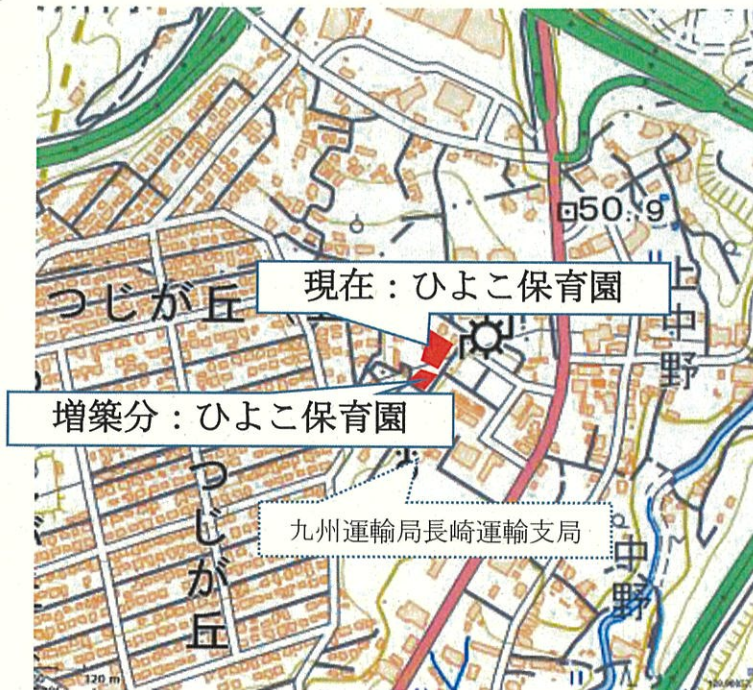 50.9
上中野
現在：ひよこ保育園
つじが丘
増築分：ひよこ保育園
つじが丘
九州運輸局長崎運輸支局
中野
120 m